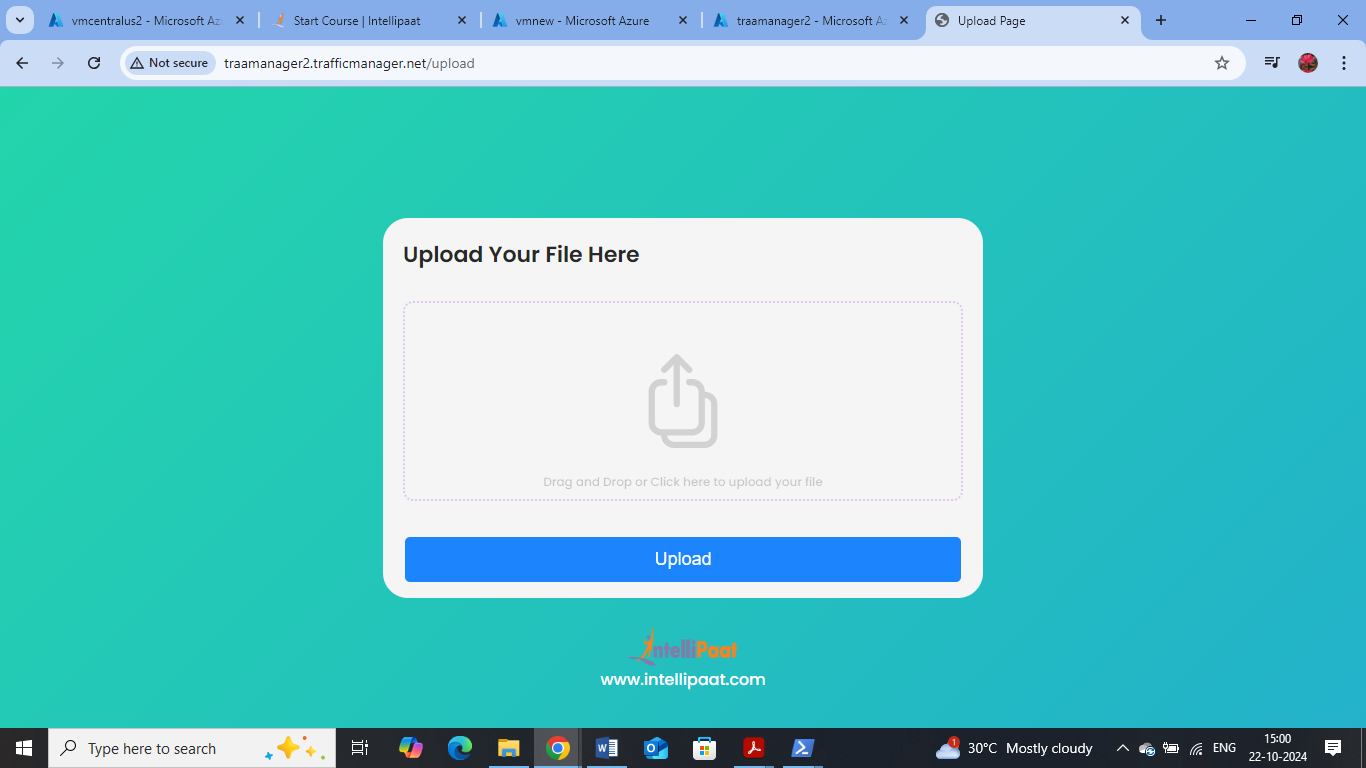 vmcentralus2 - Microsoft Az
Start Course | Intellipaat
vmnew - Microsoft Azure
traamanager2 - Microsoft Az
Upload Page
Not secure
traamanager2.trafficmanager.net/upload
Upload Your File Here
Drag and Drop or Click here to upload your file
Upload
IntelliPaat
www.intellipaat.com
Type here to search
1
30°C Mostly cloudy
ENG
15:00
22-10-2024